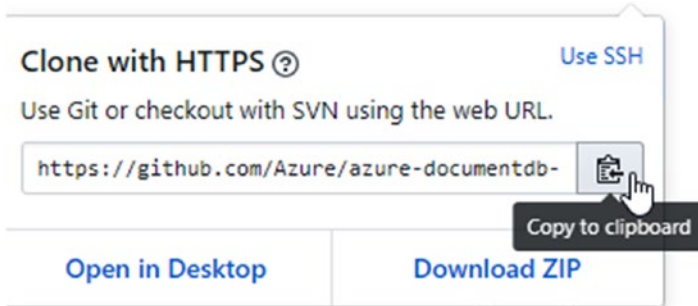 Clone with HTTPS ?
Use SSH
Use Git or checkout with SVN using the web URL.
https://github.com/Azure/azure-documentdb-
Copy to clipboard
Open in Desktop
Download ZIP